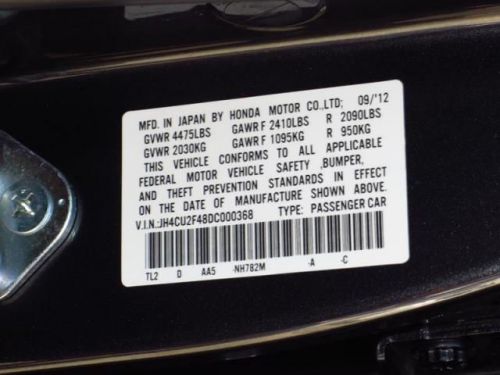 MFD. IN JAPAN BY HONDA MOTOR CO.,LTD; 09/'12
GVWR 4475LBS GAWR F 2410LBS R 2090LBS
GVWR 2030KG GAWR F 1095KG R 950KG
THIS VEHICLE CONFORMS TO ALL APPLICABLE
FEDERAL MOTOR VEHICLE SAFETY ,BUMPER,
AND THEFT PREVENTION STANDARDS IN EFFECT
ON THE DATE OF MANUFACTURE SHOWN ABOVE.
V.I.N.:JH4CU2F48DC000368 TYPE: PASSENGER CAR
TL2 D AA5 -NH782M -A -C